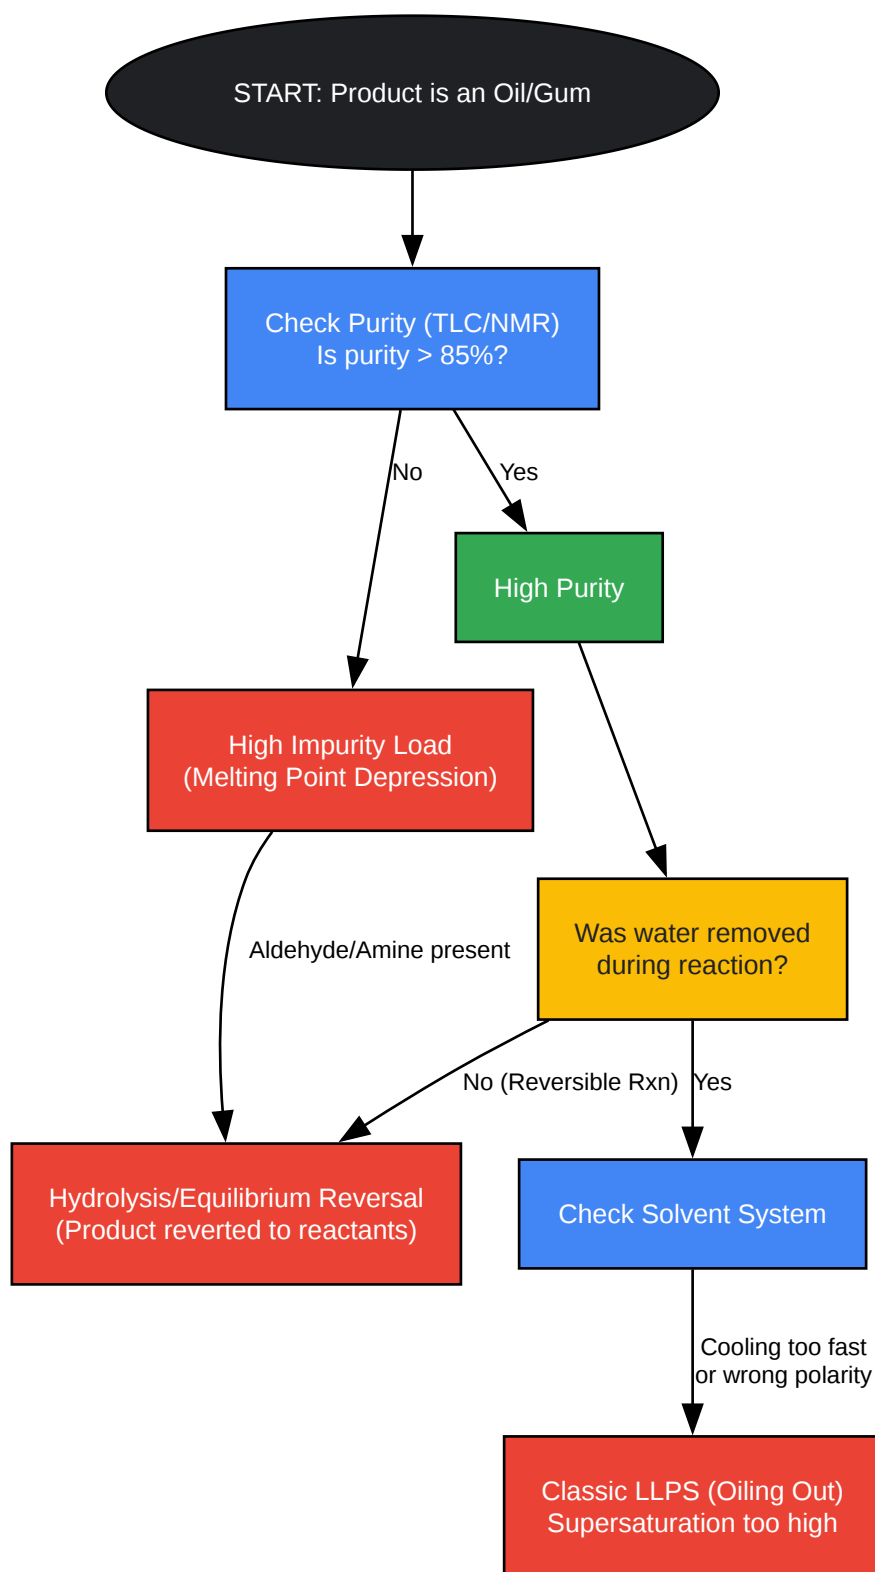 START: Product is an Oil/Gum
Check Purity (TLC/NMR)
Is purity > 85%?
No
Yes
High Purity
High Impurity Load
(Melting Point Depression)
Was water removed
during reaction?
Aldehyde/Amine present
No (Reversible Rxn)
Yes
Hydrolysis/Equilibrium Reversal
(Product reverted to reactants)
Check Solvent System
Cooling too fast
or wrong polarity
Classic LLPS (Oiling Out)
Supersaturation too high